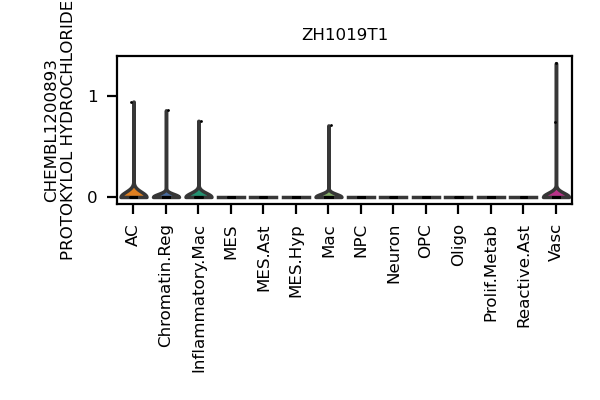 ZH1019T1
CHEMBL1200893
PROTOKYLOL HYDROCHLORIDE
1
0
AC
Chromatin.Reg
Inflammatory.Mac
MES
MES.Ast
MES.Hyp
Mac
NPC
Neuron
OPC
Oligo
Prolif.Metab
Reactive.Ast
Vasc